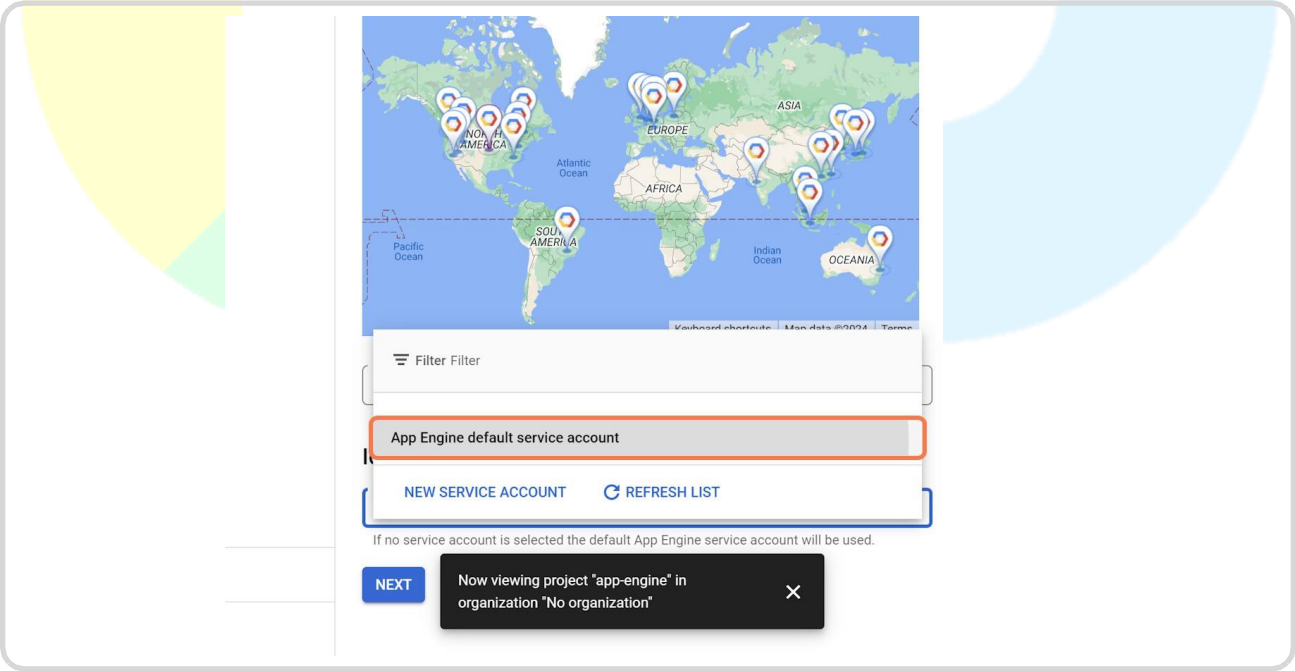 ASIA
NORTH
AMERICA
EUROPE
Atlantic
Ocean
AFRICA
SOU
AMERICA
Pacific
Ocean
Indian
Ocean
OCEANIA
Keyboard shortcuts Map data ©2024 Terms
Filter Filter
App Engine default service account
NEW SERVICE ACCOUNT REFRESH LIST
If no service account is selected the default App Engine service account will be used.
NEXT
Now viewing project "app-engine" in
organization "No organization"